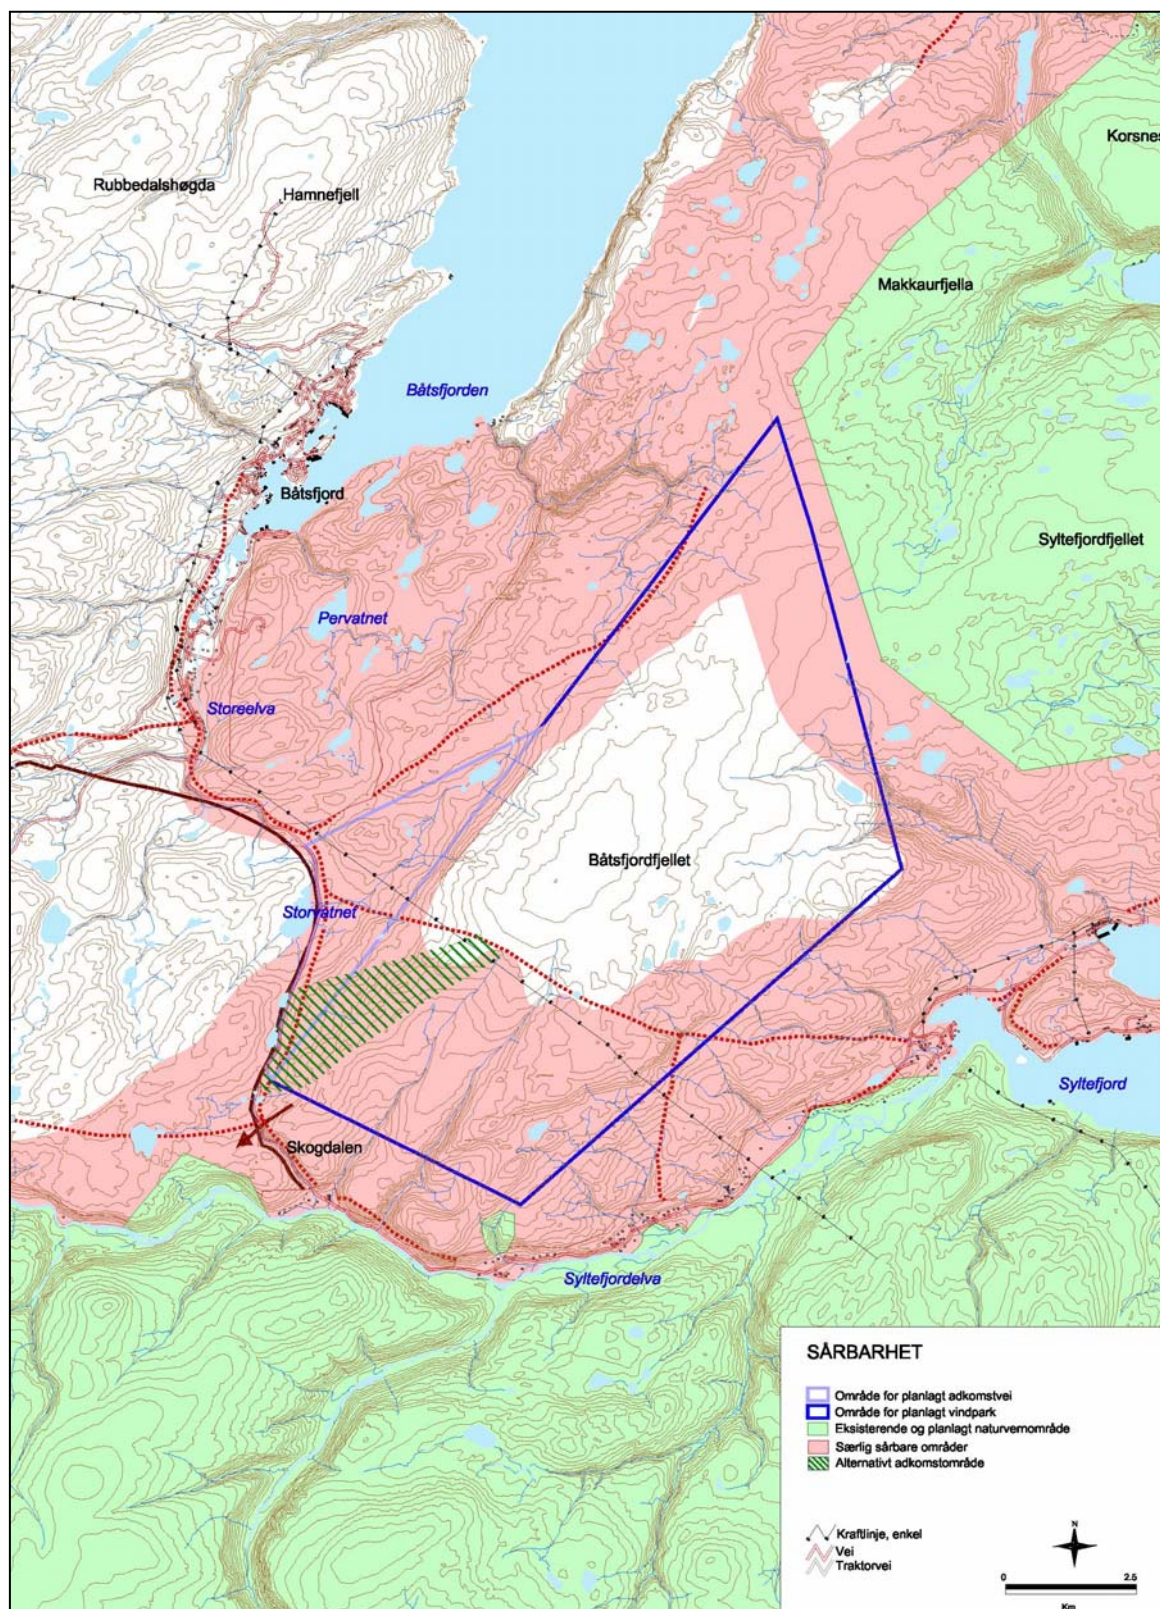 Korsnes
Rubbedalshøgda
Hamnefjell
Makkaurfjella
Båtsfjorden
Båtsfjord
Syltefjordfjellet
Pervatnet
Storeelva
Båtsfjordfjellet
Storvatnet
Syltefjord
Skogdalen
Syltefjordelva
SÅRBARHET
Område for planlagt adkomstvei
Område for planlagt vindpark
Eksisterende og planlagt naturvernområde
Særlig sårbare områder
Alternativt adkomstområde
Kraftlinje, enkel
Vei
Traktorvei
N
0 2.5
Km